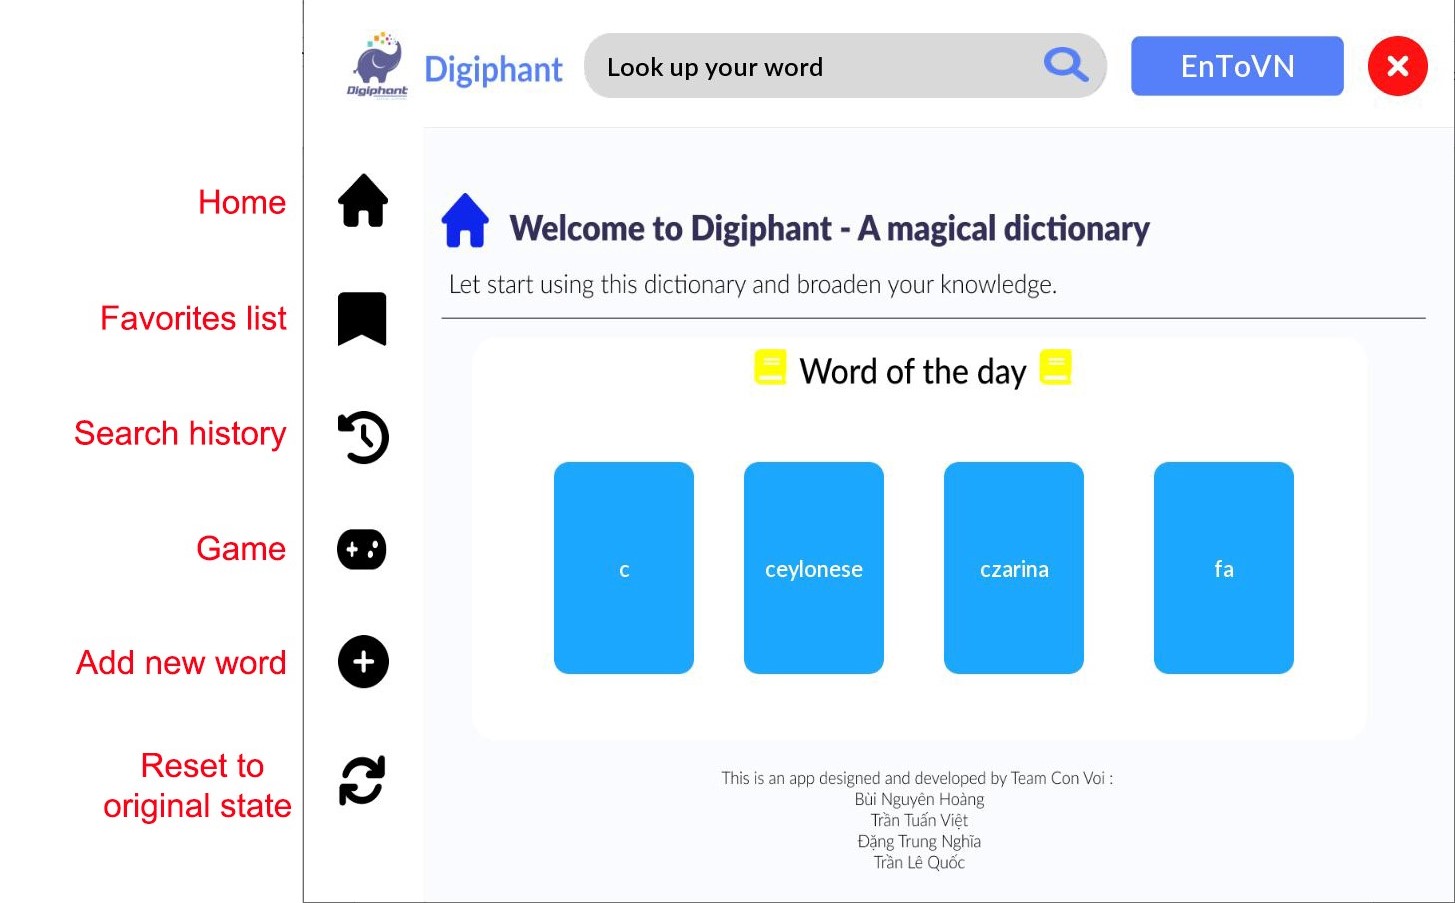 Digiphant
Digiphant
Look up your word
EnToVN
Home
Favorites list
Search history
Game
Add new word
Reset to
original state
Welcome to Digiphant - A magical dictionary
Let start using this dictionary and broaden your knowledge.
Word of the day
c
ceylonese
czarina
fa
This is an app designed and developed by Team Con Voi :
Bùi Nguyên Hoàng
Trần Tuấn Việt
Đặng Trung Nghĩa
Trần Lê Quốc